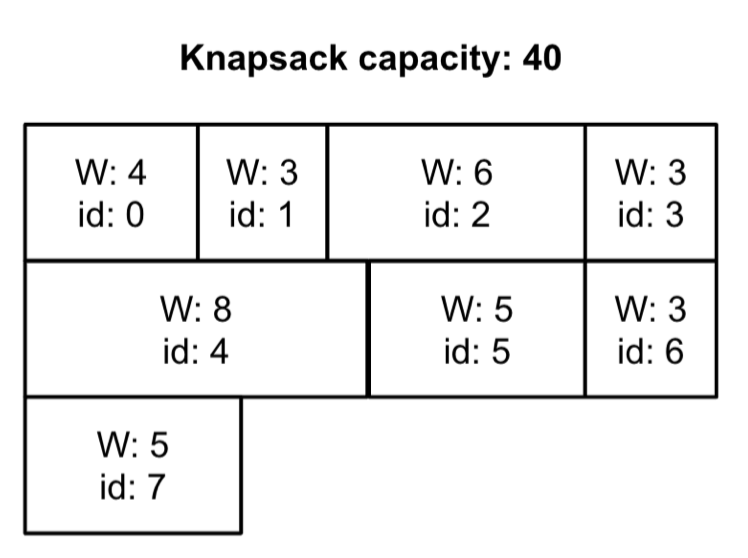 Knapsack capacity: 40
W: 4
id: 0
W: 3
id: 1
W: 6
id: 2
W: 3
id: 3
W: 8
id: 4
W: 5
id: 5
W: 3
id: 6
W: 5
id: 7